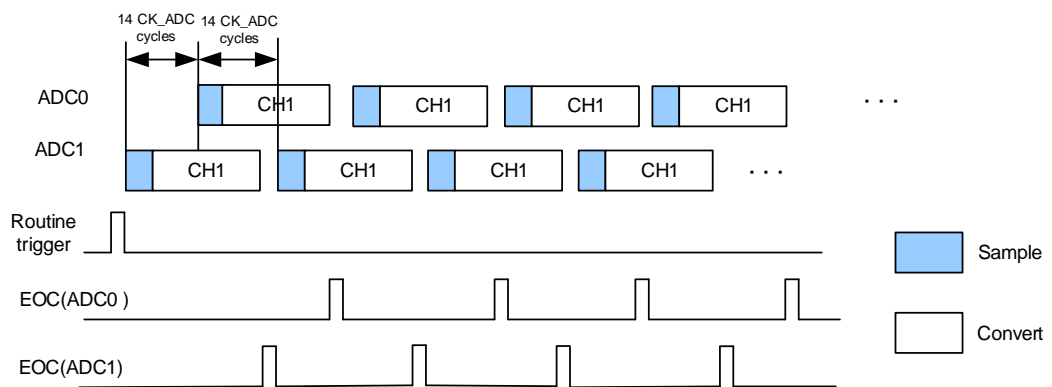 14 CK_ADC cycles
14 CK_ADC cycles
ADC0
CH1 CH1 CH1 CH1 . . .
ADC1
CH1 CH1 CH1 CH1 . . .
Routine
trigger
Sample
EOC(ADC0 )
Convert
EOC(ADC1)